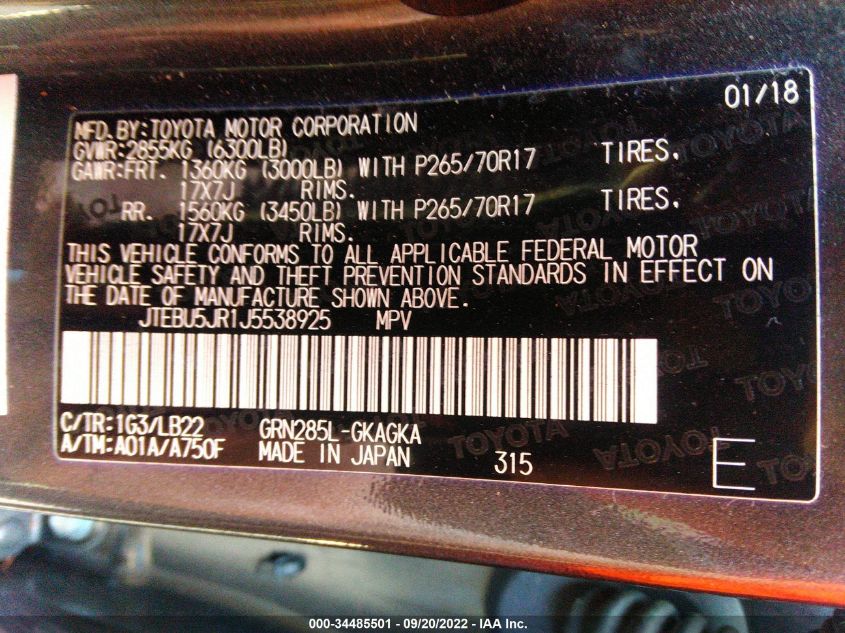 01/18
MFD.BY:TOYOTA MOTOR CORPORATION
GVWR:2855KG (6300LB)
GAWR:FRT. 1360KG (3000LB) WITH P265/70R17 TIRES,
17X7J RIMS.
RR. 1560KG (3450LB) WITH P265/70R17 TIRES,
17X7J RIMS.
THIS VEHICLE CONFORMS TO ALL APPLICABLE FEDERAL MOTOR
VEHICLE SAFETY AND THEFT PREVENTION STANDARDS IN EFFECT ON
THE DATE OF MANUFACTURE SHOWN ABOVE.
JTEBU5JR1J5538925 MPV
C/TR:1G3/LB22 GRN285L-GKAGKA
A/TM:A01A/A750F MADE IN JAPAN 315 E
000-34485501 - 09/20/2022 - IAA Inc.